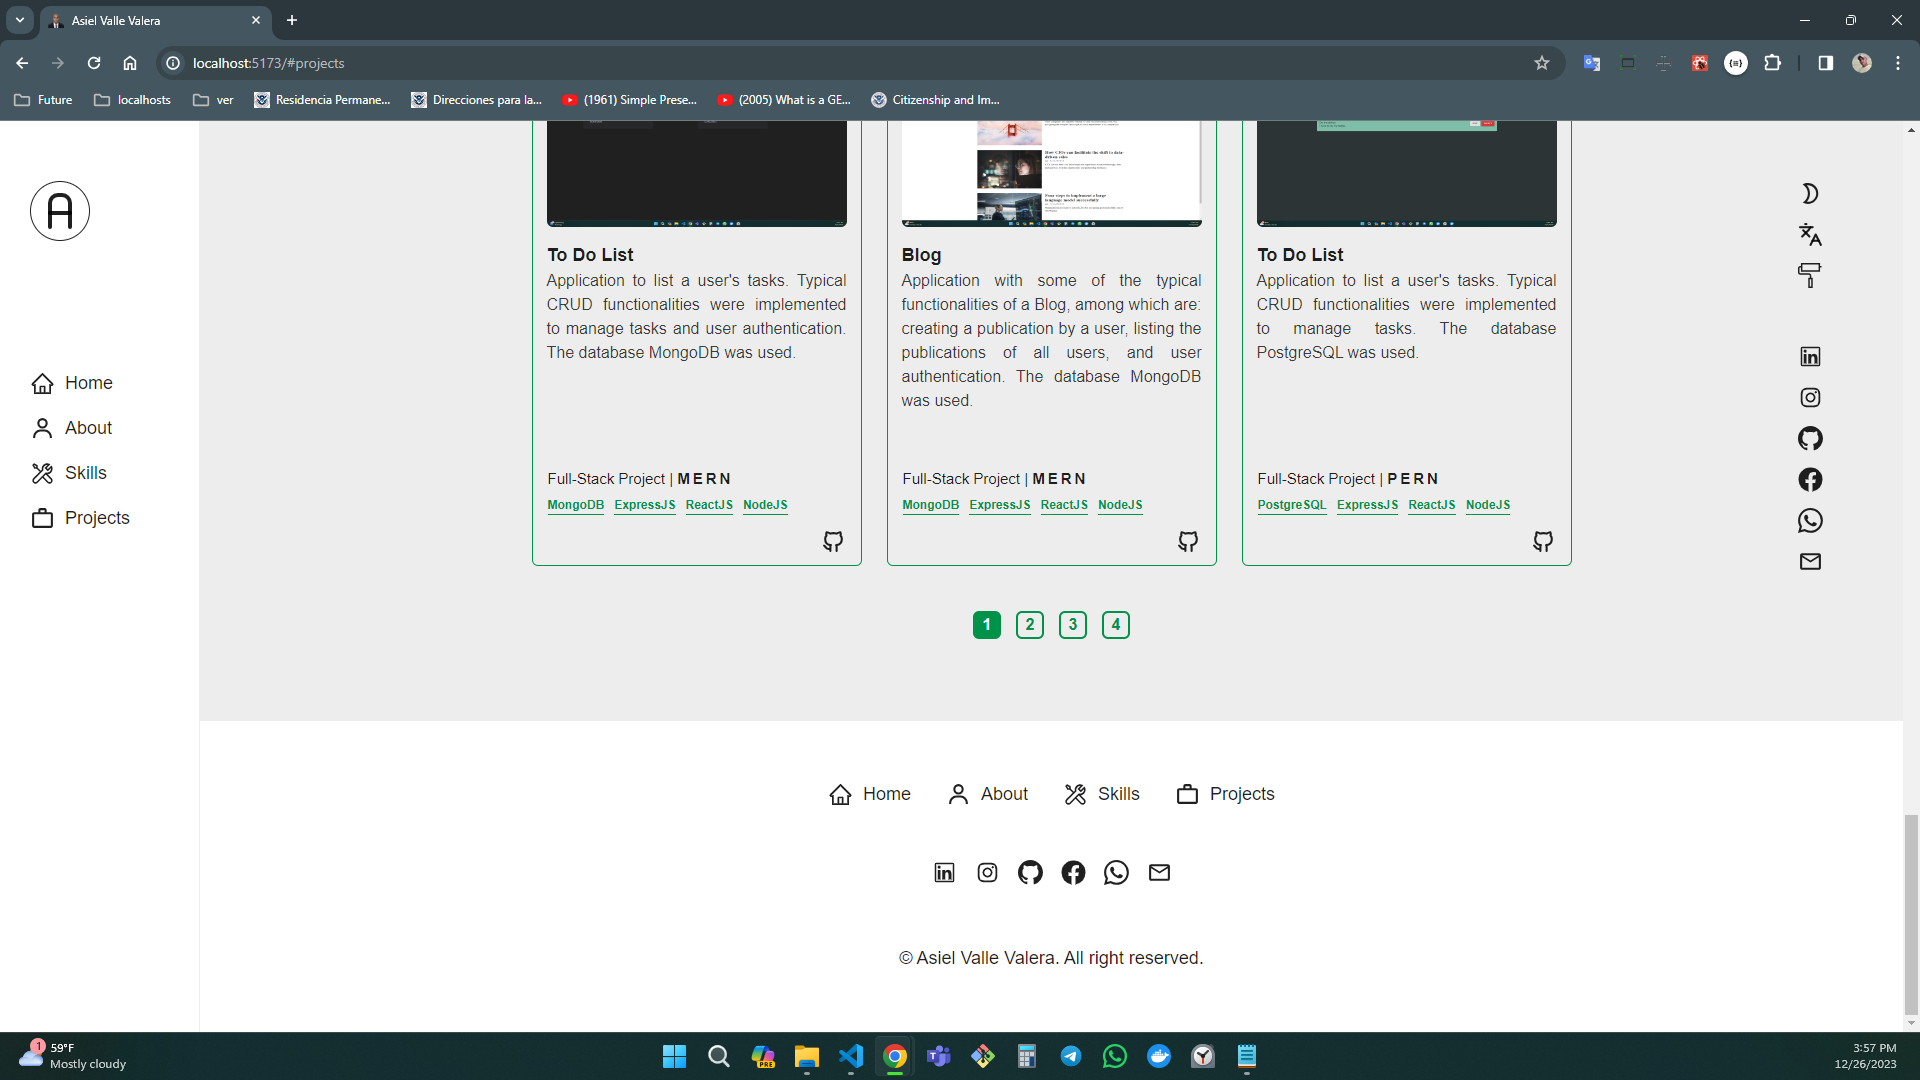 Asiel Valle Valera
localhost:5173/#projects
Future
localhosts
ver
Residencia Permane...
Direcciones para la...
(1961) Simple Prese...
(2005) What is a GE...
Citizenship and Im...
A
Home
About
Skills
Projects
To Do List
Application to list a user's tasks. Typical
CRUD functionalities were implemented
to manage tasks and user authentication.
The database MongoDB was used.
Full-Stack Project | MERN
MongoDB ExpressJS ReactJS NodeJS
Blog
Application with some of the typical
functionalities of a Blog, among which are:
creating a publication by a user, listing the
publications of all users, and user
authentication. The database MongoDB
was used.
Full-Stack Project | MERN
MongoDB ExpressJS ReactJS NodeJS
To Do List
Application to list a user's tasks. Typical
CRUD functionalities were implemented
to manage tasks. The database
PostgreSQL was used.
Full-Stack Project | PERN
PostgreSQL ExpressJS ReactJS NodeJS
1 2 3 4
Home About Skills Projects
© Asiel Valle Valera. All right reserved.
1
59°F
Mostly cloudy
PRE
3:57 PM
12/26/2023